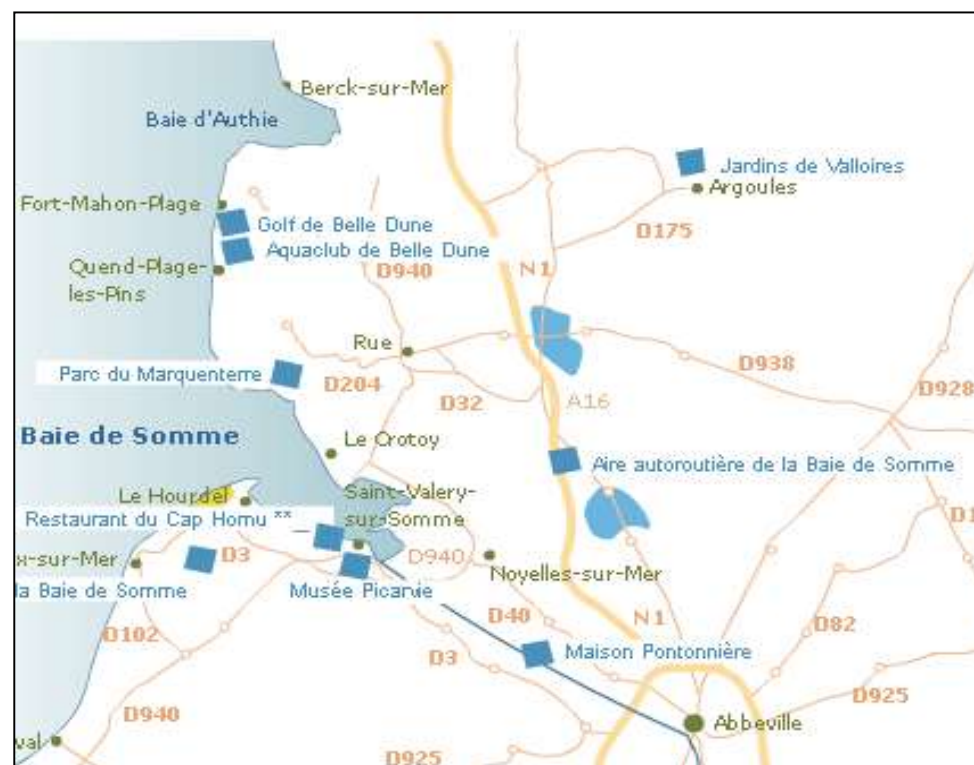 Berck-sur-Mer
Baie d'Authie
Jardins de Valloires
Argoules
Fort-Mahon-Plage
Golf de Belle Dune
D175
Aquaclub de Belle Dune
Quend-Plage-
les-Pins
D940
N1
Rue
Parc du Marquenterre
D204
D938
D32
A16
D928
Baie de Somme
Le Crotoy
Aire autoroutière de la Baie de Somme
Le Hourdel
Saint-Valery-
sur-Somme
Restaurant du Cap Hornu **
D1
x-sur-Mer
D3
D940
Noyelles-sur-Mer
la Baie de Somme
Musée Picarvie
D102
D40
N1
D82
D3
Maison Pontonnière
D925
D940
Abbeville
val
D925